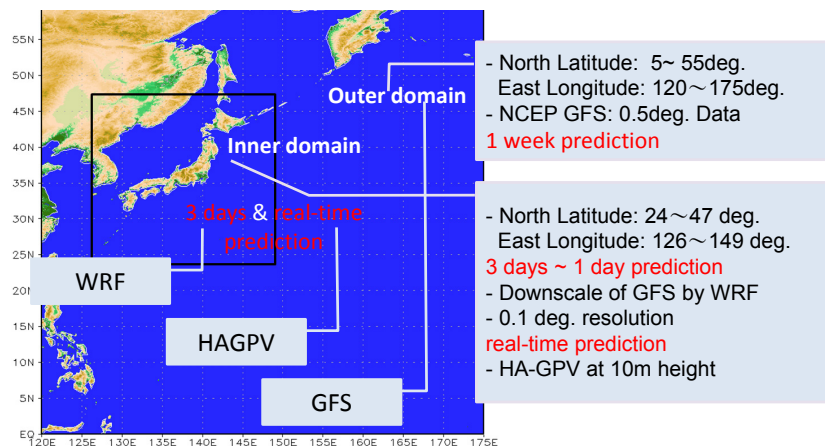 55N
50N
45N
40N
35N
30N
25N
20N
15N
10N
5N
EQ
120E 125E 130E 135E 140E 145E 150E 155E 160E 165E 170E 175E
Outer domain
Inner domain
3 days & real-time
prediction
WRF
HAGPV
GFS
- North Latitude: 5~ 55deg.
East Longitude: 120～175deg.
- NCEP GFS: 0.5deg. Data
1 week prediction
- North Latitude: 24～47 deg.
East Longitude: 126～149 deg.
3 days ~ 1 day prediction
- Downscale of GFS by WRF
- 0.1 deg. resolution
real-time prediction
- HA-GPV at 10m height